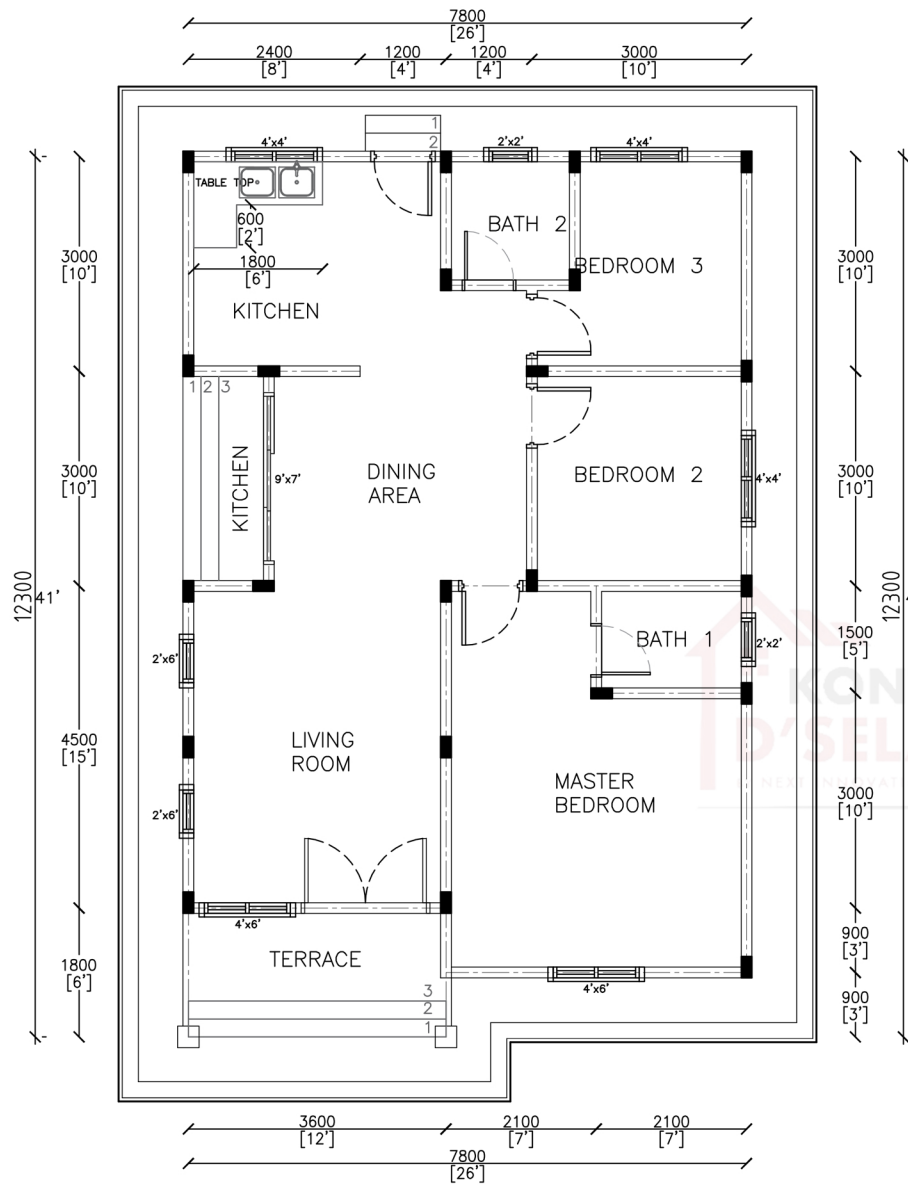 7800
[26']
2400
[8']
1200
[4']
1200
[4']
3000
[10']
1
2
4'x4'
2'x2'
4'x4'
TABLE TOP
600
[2']
1800
[6']
BATH 2
BEDROOM 3
KITCHEN
3000
[10']
3000
[10']
1 2 3
KITCHEN
9'x7'
DINING
AREA
BEDROOM 2
4'x4'
3000
[10']
3000
[10']
12300
41'
12300
BATH 1
2'x2'
1500
[5']
2'x6'
KON
D'SEL
NEXT INNOVAT
4500
[15']
LIVING
ROOM
MASTER
BEDROOM
3000
[10']
2'x6'
4'x6'
TERRACE
900
[3']
1800
[6']
4'x6'
3
2
1
900
[3']
3600
[12']
2100
[7']
2100
[7']
7800
[26']